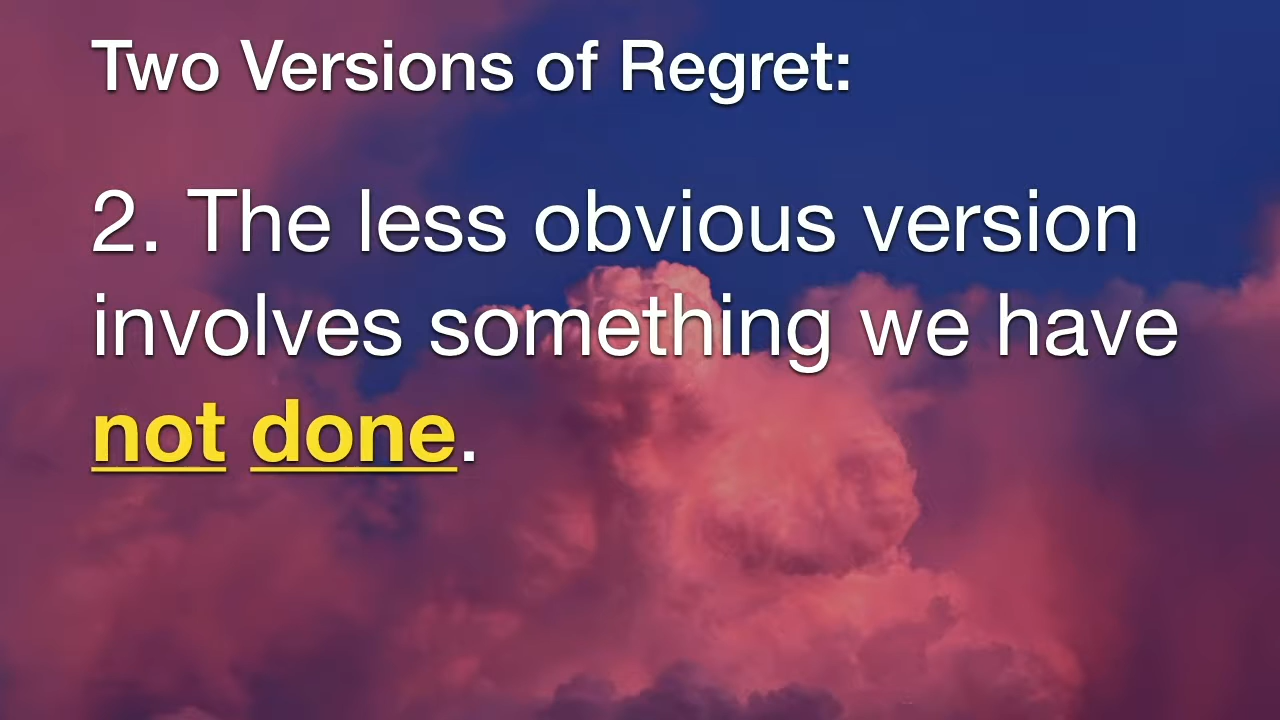 Two Versions of Regret:
2. The less obvious version
involves something we have
not done.